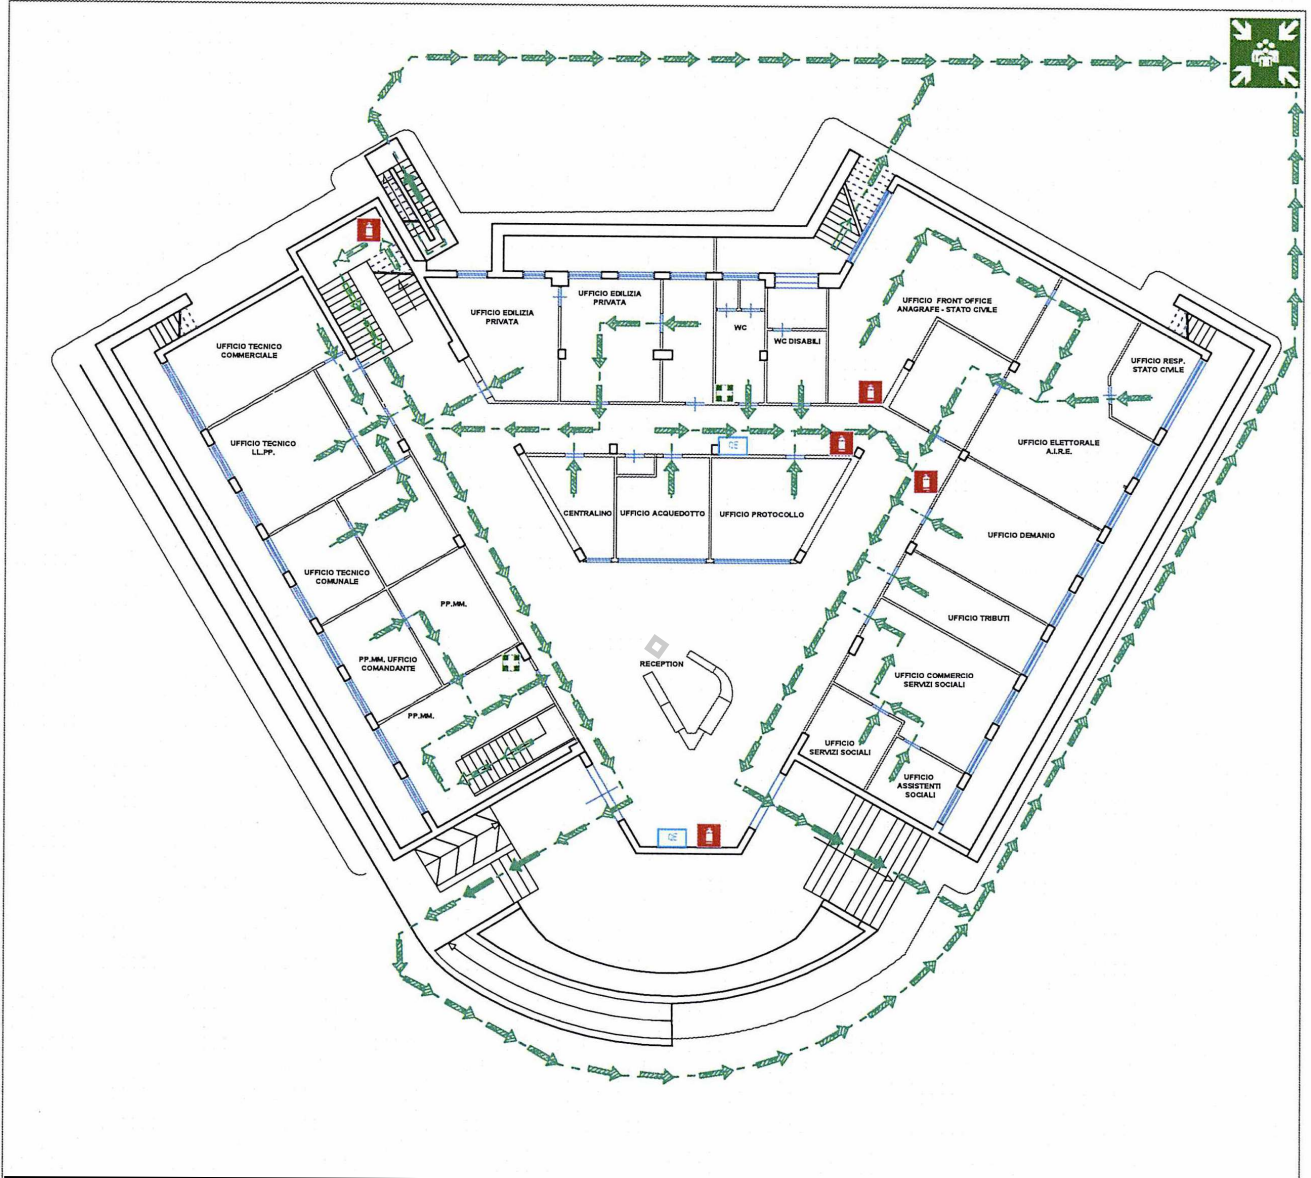 UFFICIO TECNICO
COMMERCIALE
UFFICIO EDILIZIA
PRIVATA
UFFICIO EDILIZIA
PRIVATA
WC
WC DISABILI
UFFICIO FRONT OFFICE
ANAGRAFE - STATO CIVILE
UFFICIO RESP.
STATO CIVILE
UFFICIO TECNICO
LL.PP.
QE
UFFICIO ELETTORALE
A.I.R.E.
CENTRALINO
UFFICIO ACQUEDOTTO
UFFICIO PROTOCOLLO
UFFICIO DEMANIO
UFFICIO TECNICO
COMUNALE
PP.MM.
UFFICIO TRIBUTI
PP.MM. UFFICIO
COMANDANTE
RECEPTION
UFFICIO COMMERCIO
SERVIZI SOCIALI
PP.MM.
UFFICIO
SERVIZI SOCIALI
UFFICIO
ASSISTENTI
SOCIALI
QE